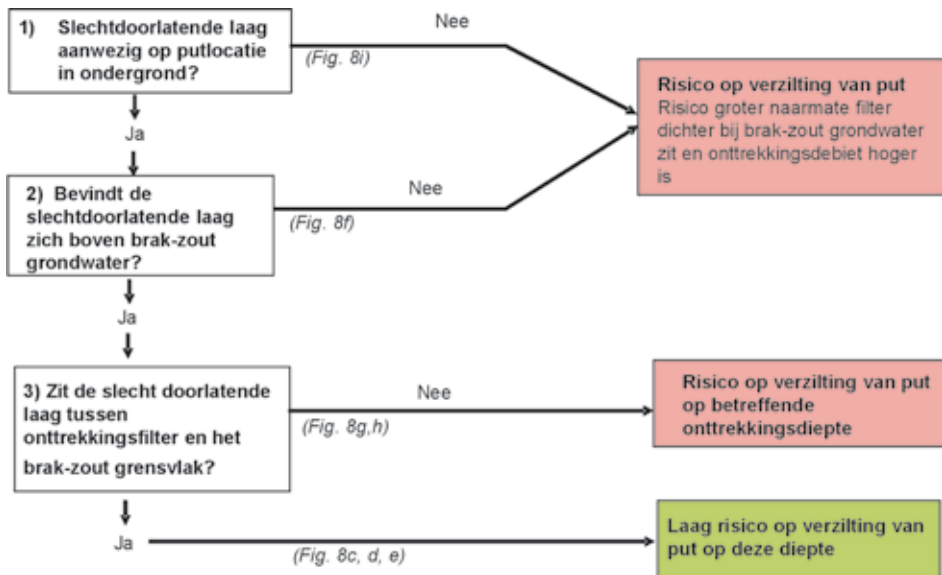 1) Slechtdoorlatende laag
aanwezig op putlocatie
in ondergrond?
Nee
(Fig. 8i)
Ja
Risico op verzilting van put
Risico groter naarmate filter
dichter bij brak-zout grondwater
zit en onttrekkingsdebiet hoger
is
2) Bevindt de
slechtdoorlatende laag
zich boven brak-zout
grondwater?
Nee
(Fig. 8f)
Ja
3) Zit de slecht doorlatende
laag tussen
onttrekkingsfilter en het
brak-zout grensvlak?
Nee
(Fig. 8g,h)
Risico op verzilting van put
op betreffende
onttrekkingsdiepte
Ja
(Fig. 8c, d, e)
Laag risico op verzilting van
put op deze diepte